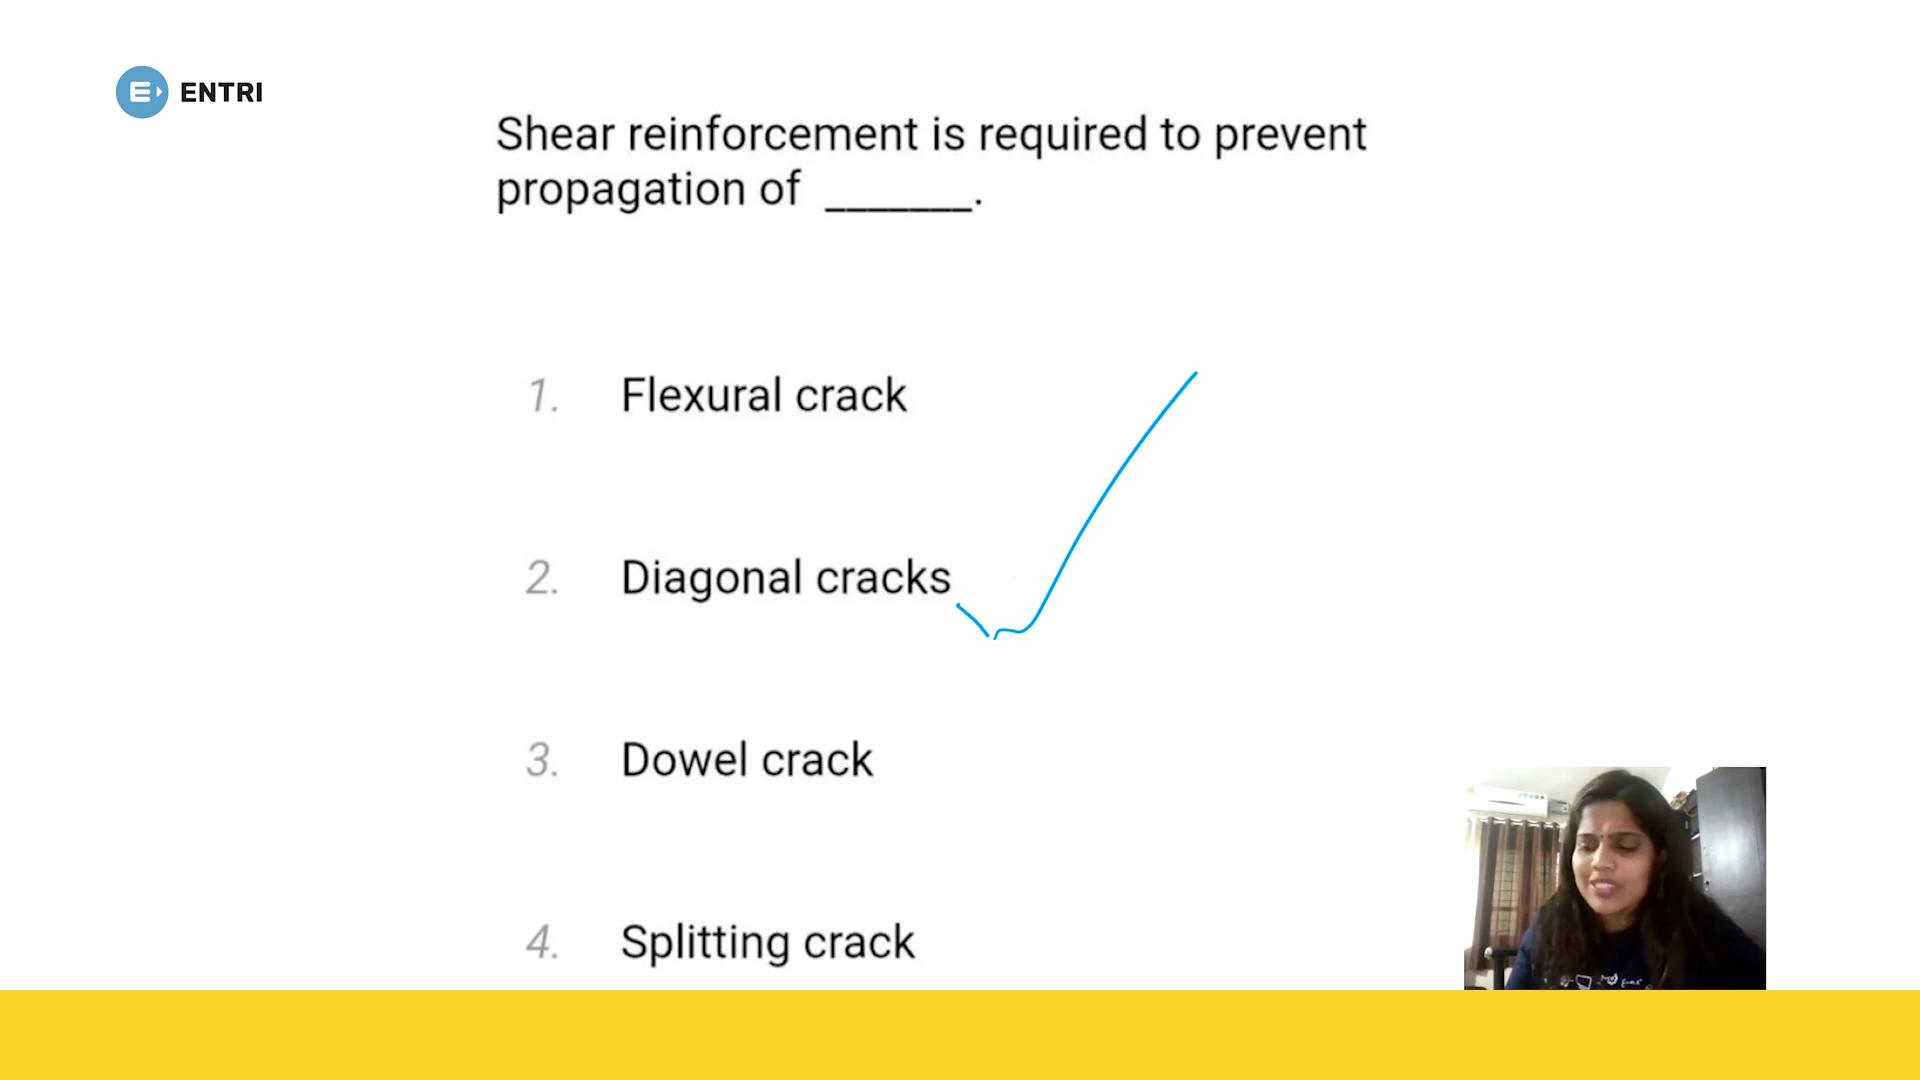 ENTRI
Shear reinforcement is required to prevent
propagation of _______.
1. Flexural crack
2. Diagonal cracks
3. Dowel crack
4. Splitting crack